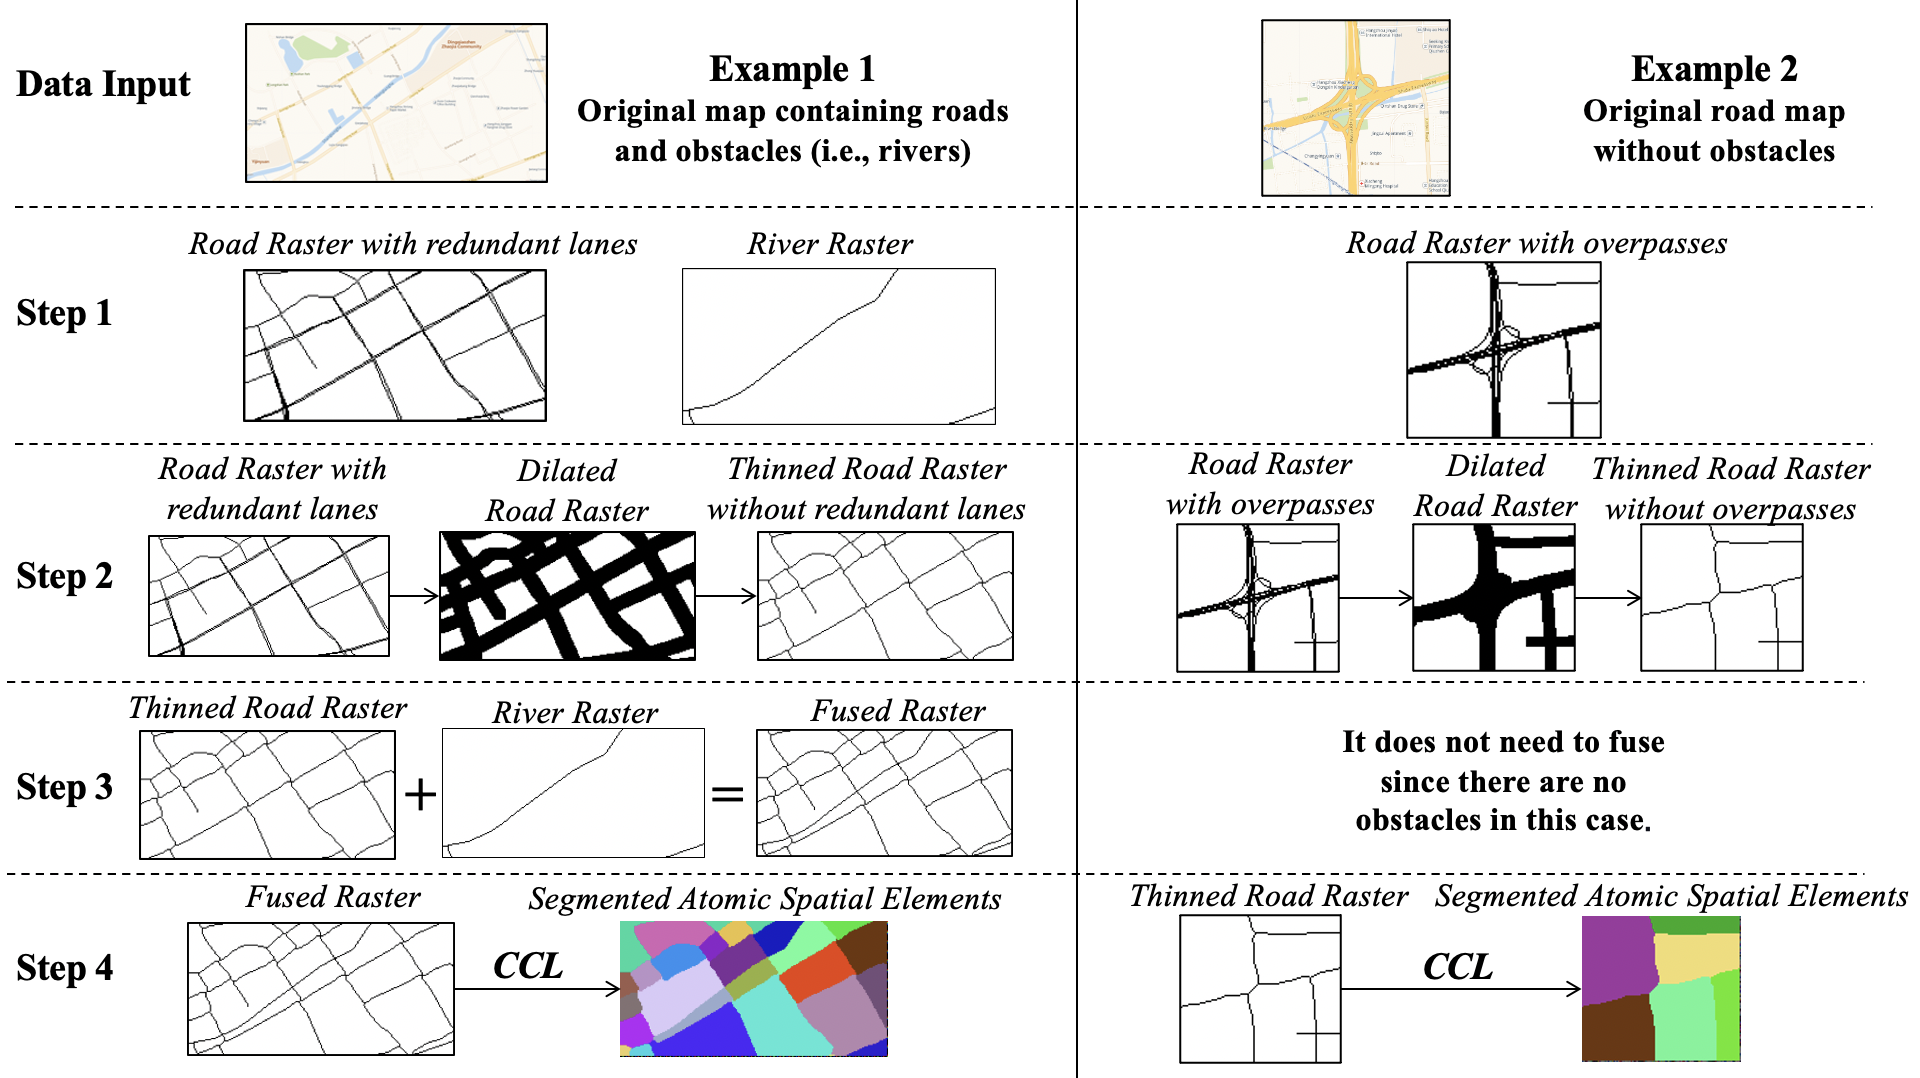 Data Input
Example 1
Original map containing roads
and obstacles (i.e., rivers)
Example 2
Original road map
without obstacles
Step 1
Road Raster with redundant lanes
River Raster
Road Raster with overpasses
Step 2
Road Raster with
redundant lanes
Dilated
Road Raster
Thinned Road Raster
without redundant lanes
Road Raster
with overpasses
Dilated
Road Raster
Thinned Road Raster
without overpasses
Step 3
Thinned Road Raster
River Raster
Fused Raster
+
=
It does not need to fuse
since there are no
obstacles in this case.
Step 4
Fused Raster
CCL
Segmented Atomic Spatial Elements
Thinned Road Raster
CCL
Segmented Atomic Spatial Elements